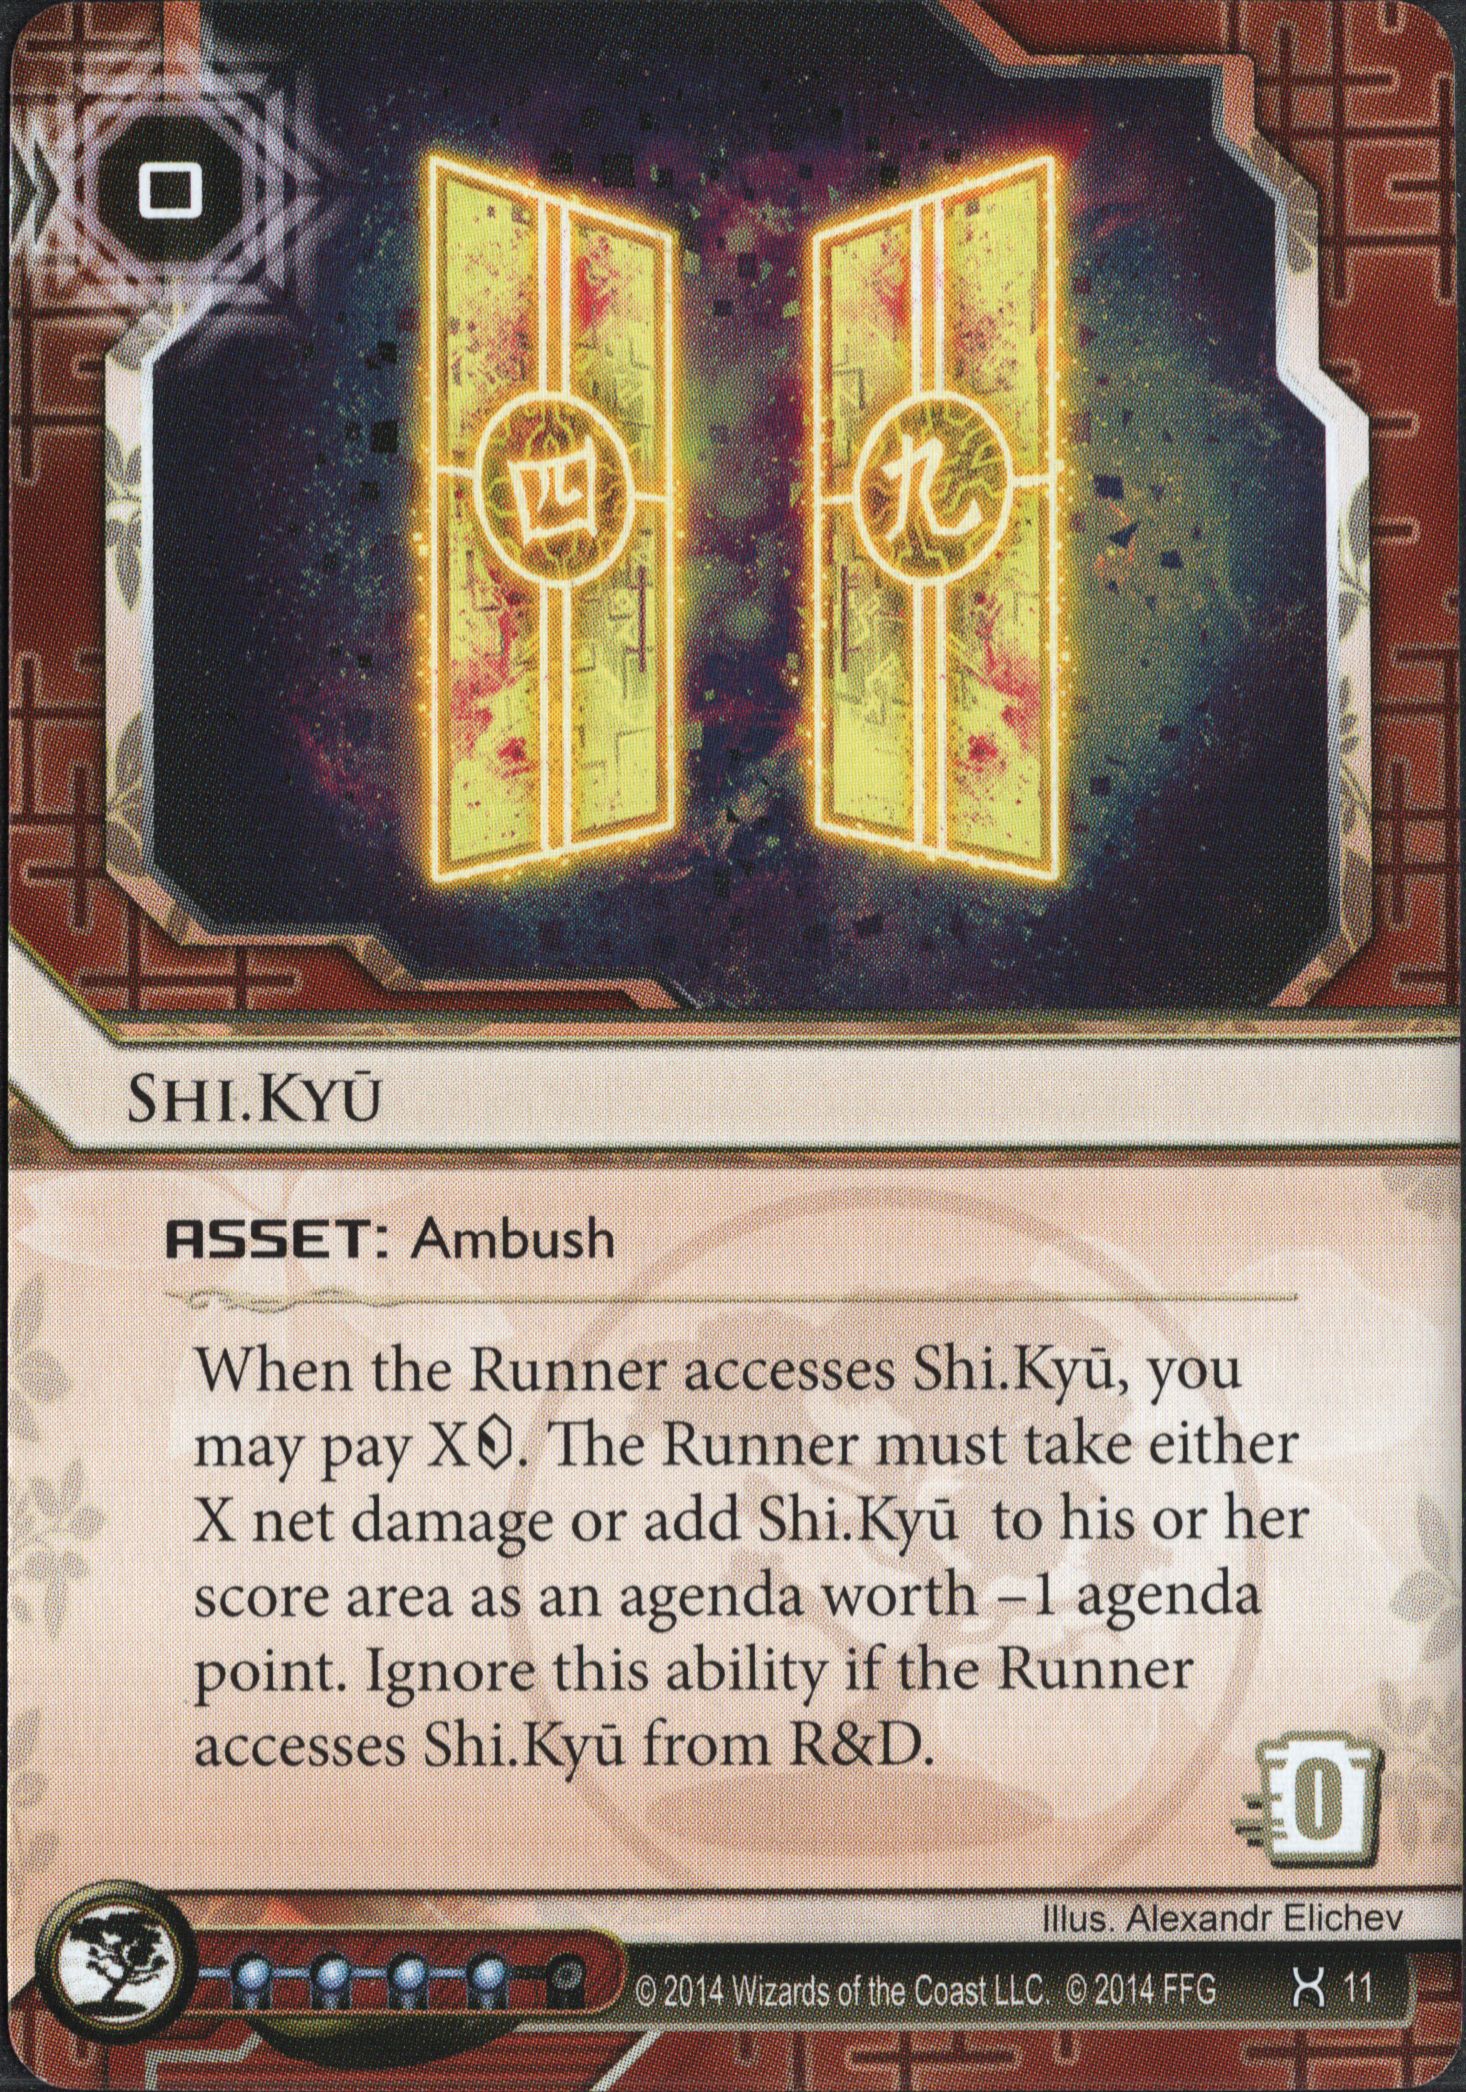 0
四 九
SHI.KYŪ
ASSET: Ambush
When the Runner accesses Shi.Kyū, you
may pay X. The Runner must take either
X net damage or add Shi.Kyū to his or her
score area as an agenda worth –1 agenda
point. Ignore this ability if the Runner
accesses Shi.Kyū from R&D.
0
Illus. Alexandr Elichev
© 2014 Wizards of the Coast LLC. © 2014 FFG 11